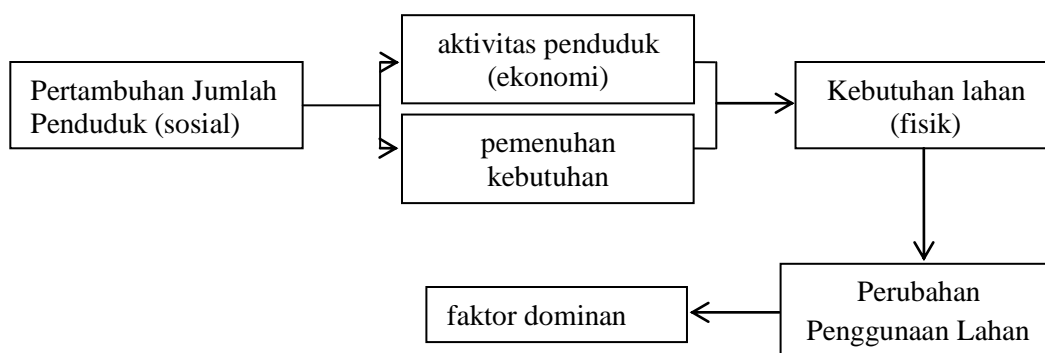 Pertambuhan Jumlah
Penduduk (sosial)
aktivitas penduduk
(ekonomi)
pemenuhan
kebutuhan
Kebutuhan lahan
(fisik)
Perubahan
Penggunaan Lahan
faktor dominan